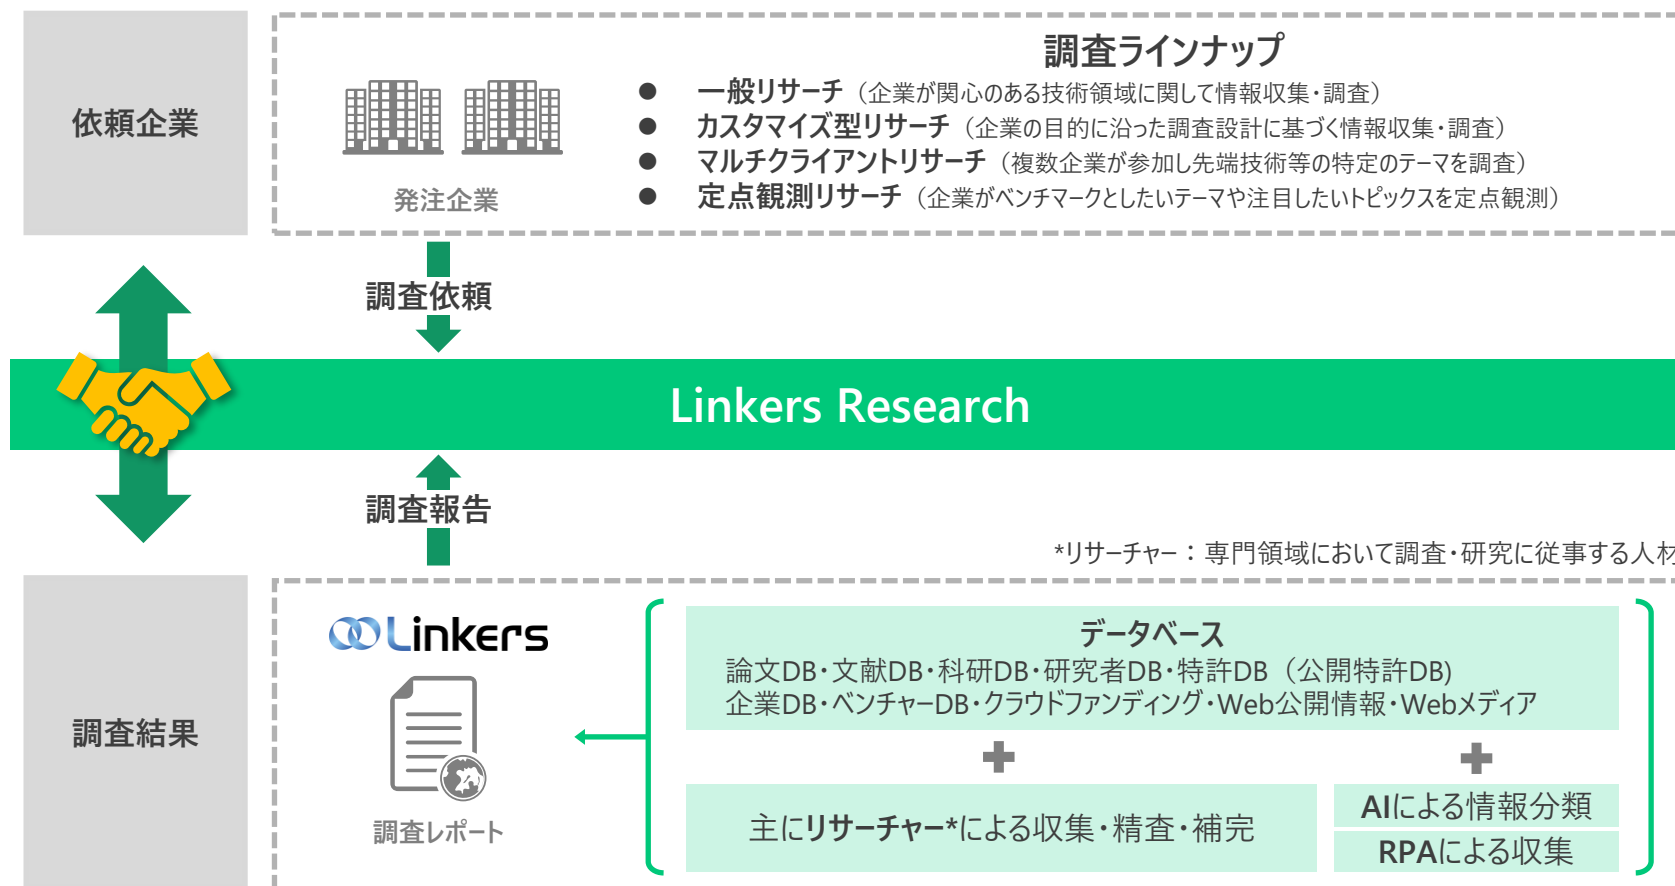 依頼企業
発注企業
調査ラインナップ
● 一般リサーチ（企業が関心のある技術領域に関して情報収集・調査）
● カスタマイズ型リサーチ（企業の目的に沿った調査設計に基づく情報収集・調査）
● マルチクライアントリサーチ（複数企業が参加し先端技術等の特定のテーマを調査）
● 定点観測リサーチ（企業がベンチマークとしたいテーマや注目したいトピックスを定点観測）
調査依頼
Linkers Research
調査報告
*リサーチャー：専門領域において調査・研究に従事する人材
調査結果
Linkers
調査レポート
データベース
論文DB・文献DB・科研DB・研究者DB・特許DB（公開特許DB)
企業DB・ベンチャーDB・クラウドファンディング・Web公開情報・Webメディア
主にリサーチャー*による収集・精査・補完
AIによる情報分類
RPAによる収集